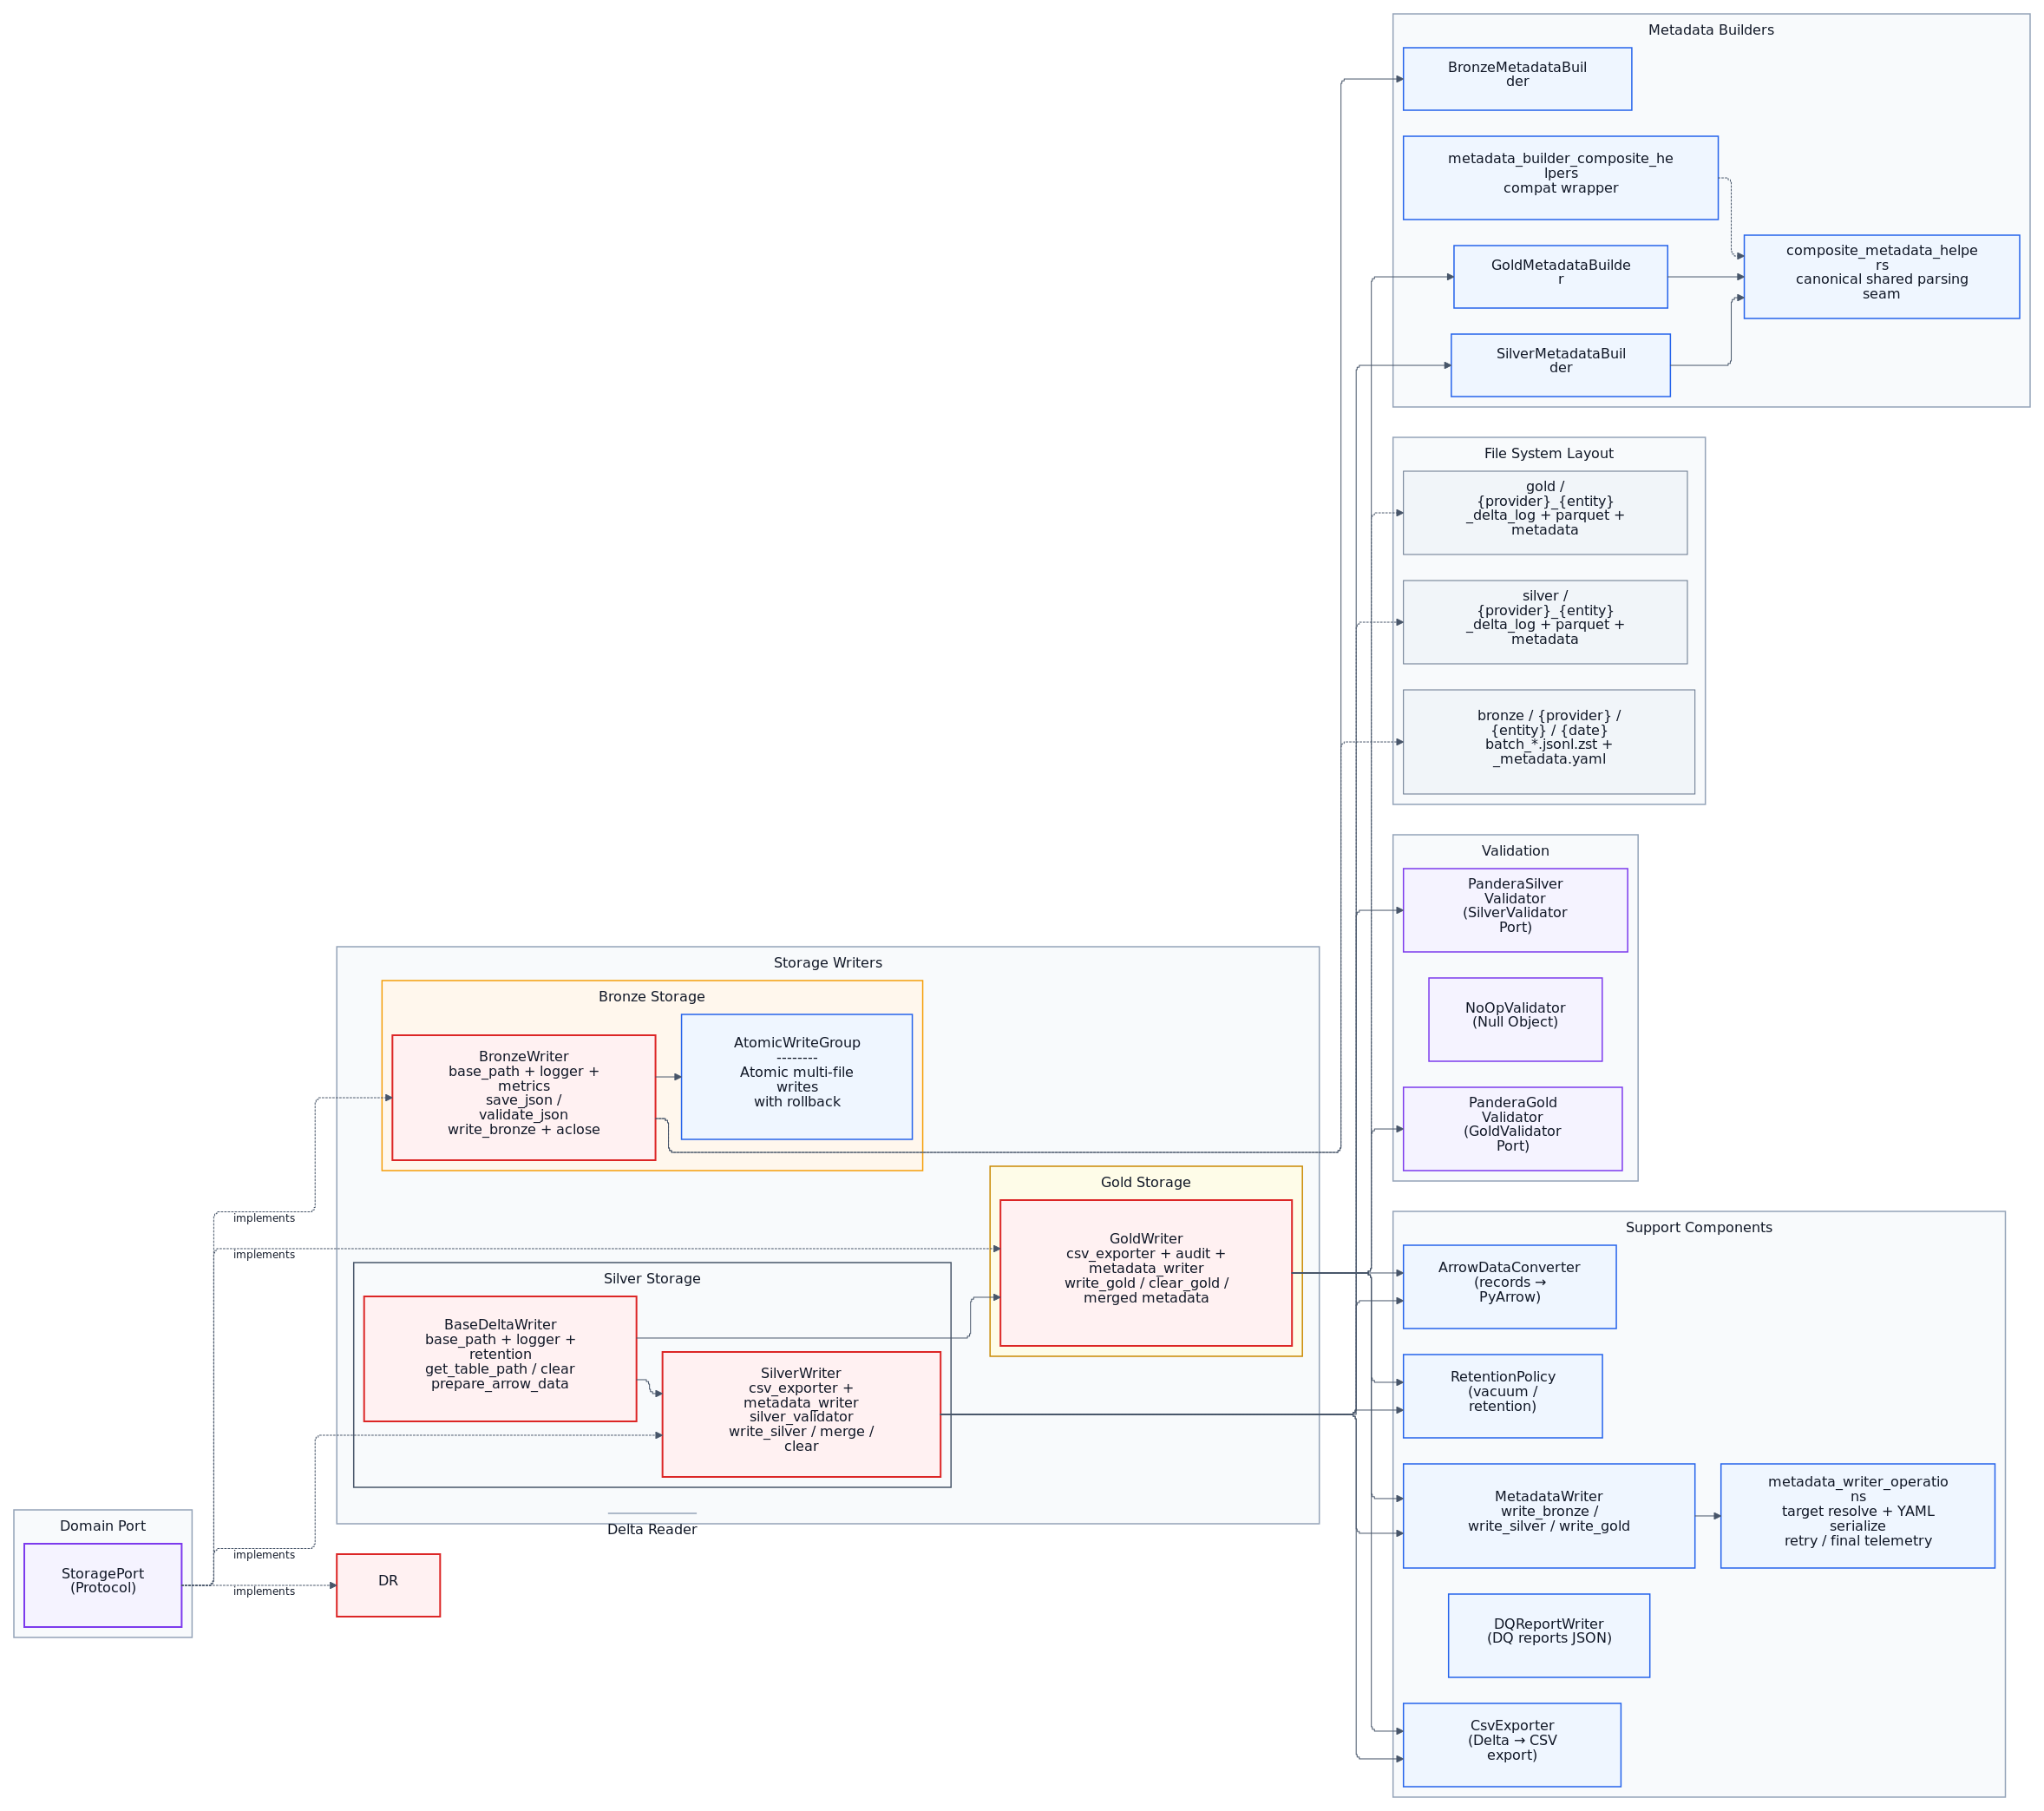 Metadata Builders
BronzeMetadataBuil
der
metadata_builder_composite_he
lpers
compat wrapper
composite_metadata_helpe
rs
canonical shared parsing
seam
GoldMetadataBuilde
r
SilverMetadataBuil
der
File System Layout
gold /
{provider}_{entity}
_delta_log + parquet +
metadata
silver /
{provider}_{entity}
_delta_log + parquet +
metadata
bronze / {provider} /
{entity} / {date}
batch_*.jsonl.zst +
_metadata.yaml
Validation
PanderaSilver
Validator
(SilverValidator
Port)
NoOpValidator
(Null Object)
PanderaGold
Validator
(GoldValidator
Port)
Storage Writers
Bronze Storage
BronzeWriter
base_path + logger +
metrics
save_json /
validate_json
write_bronze + aclose
AtomicWriteGroup
--------
Atomic multi-file
writes
with rollback
Gold Storage
GoldWriter
csv_exporter + audit +
metadata_writer
write_gold / clear_gold /
merged metadata
implements
implements
Silver Storage
BaseDeltaWriter
base_path + logger +
retention
get_table_path / clear
prepare_arrow_data
SilverWriter
csv_exporter +
metadata_writer
silver_validator
write_silver / merge /
clear
Delta Reader
Domain Port
StoragePort
(Protocol)
implements
implements
DR
Support Components
ArrowDataConverter
(records →
PyArrow)
RetentionPolicy
(vacuum /
retention)
MetadataWriter
write_bronze /
write_silver / write_gold
metadata_writer_operatio
ns
target resolve + YAML
serialize
retry / final telemetry
DQReportWriter
(DQ reports JSON)
CsvExporter
(Delta → CSV
export)